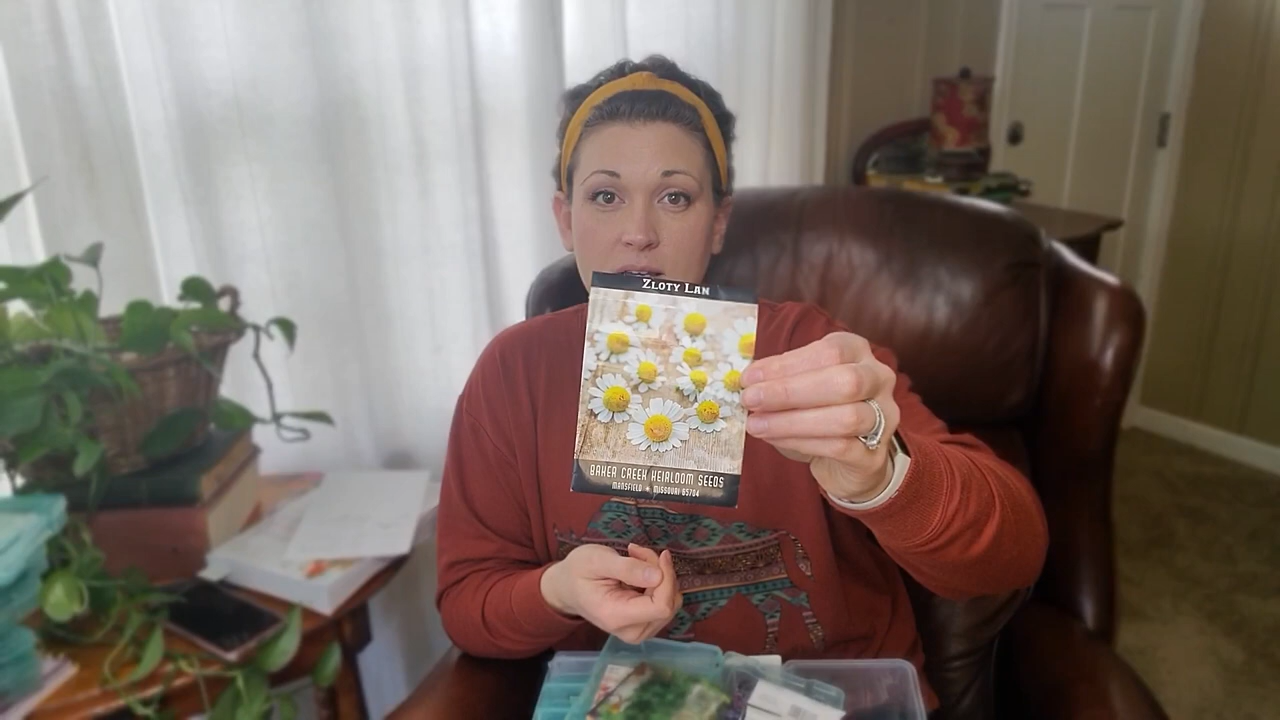 ZLOTY LAN
BAKER CREEK HEIRLOOM SEEDS
MANSFIELD ★ MISSOURI 65704